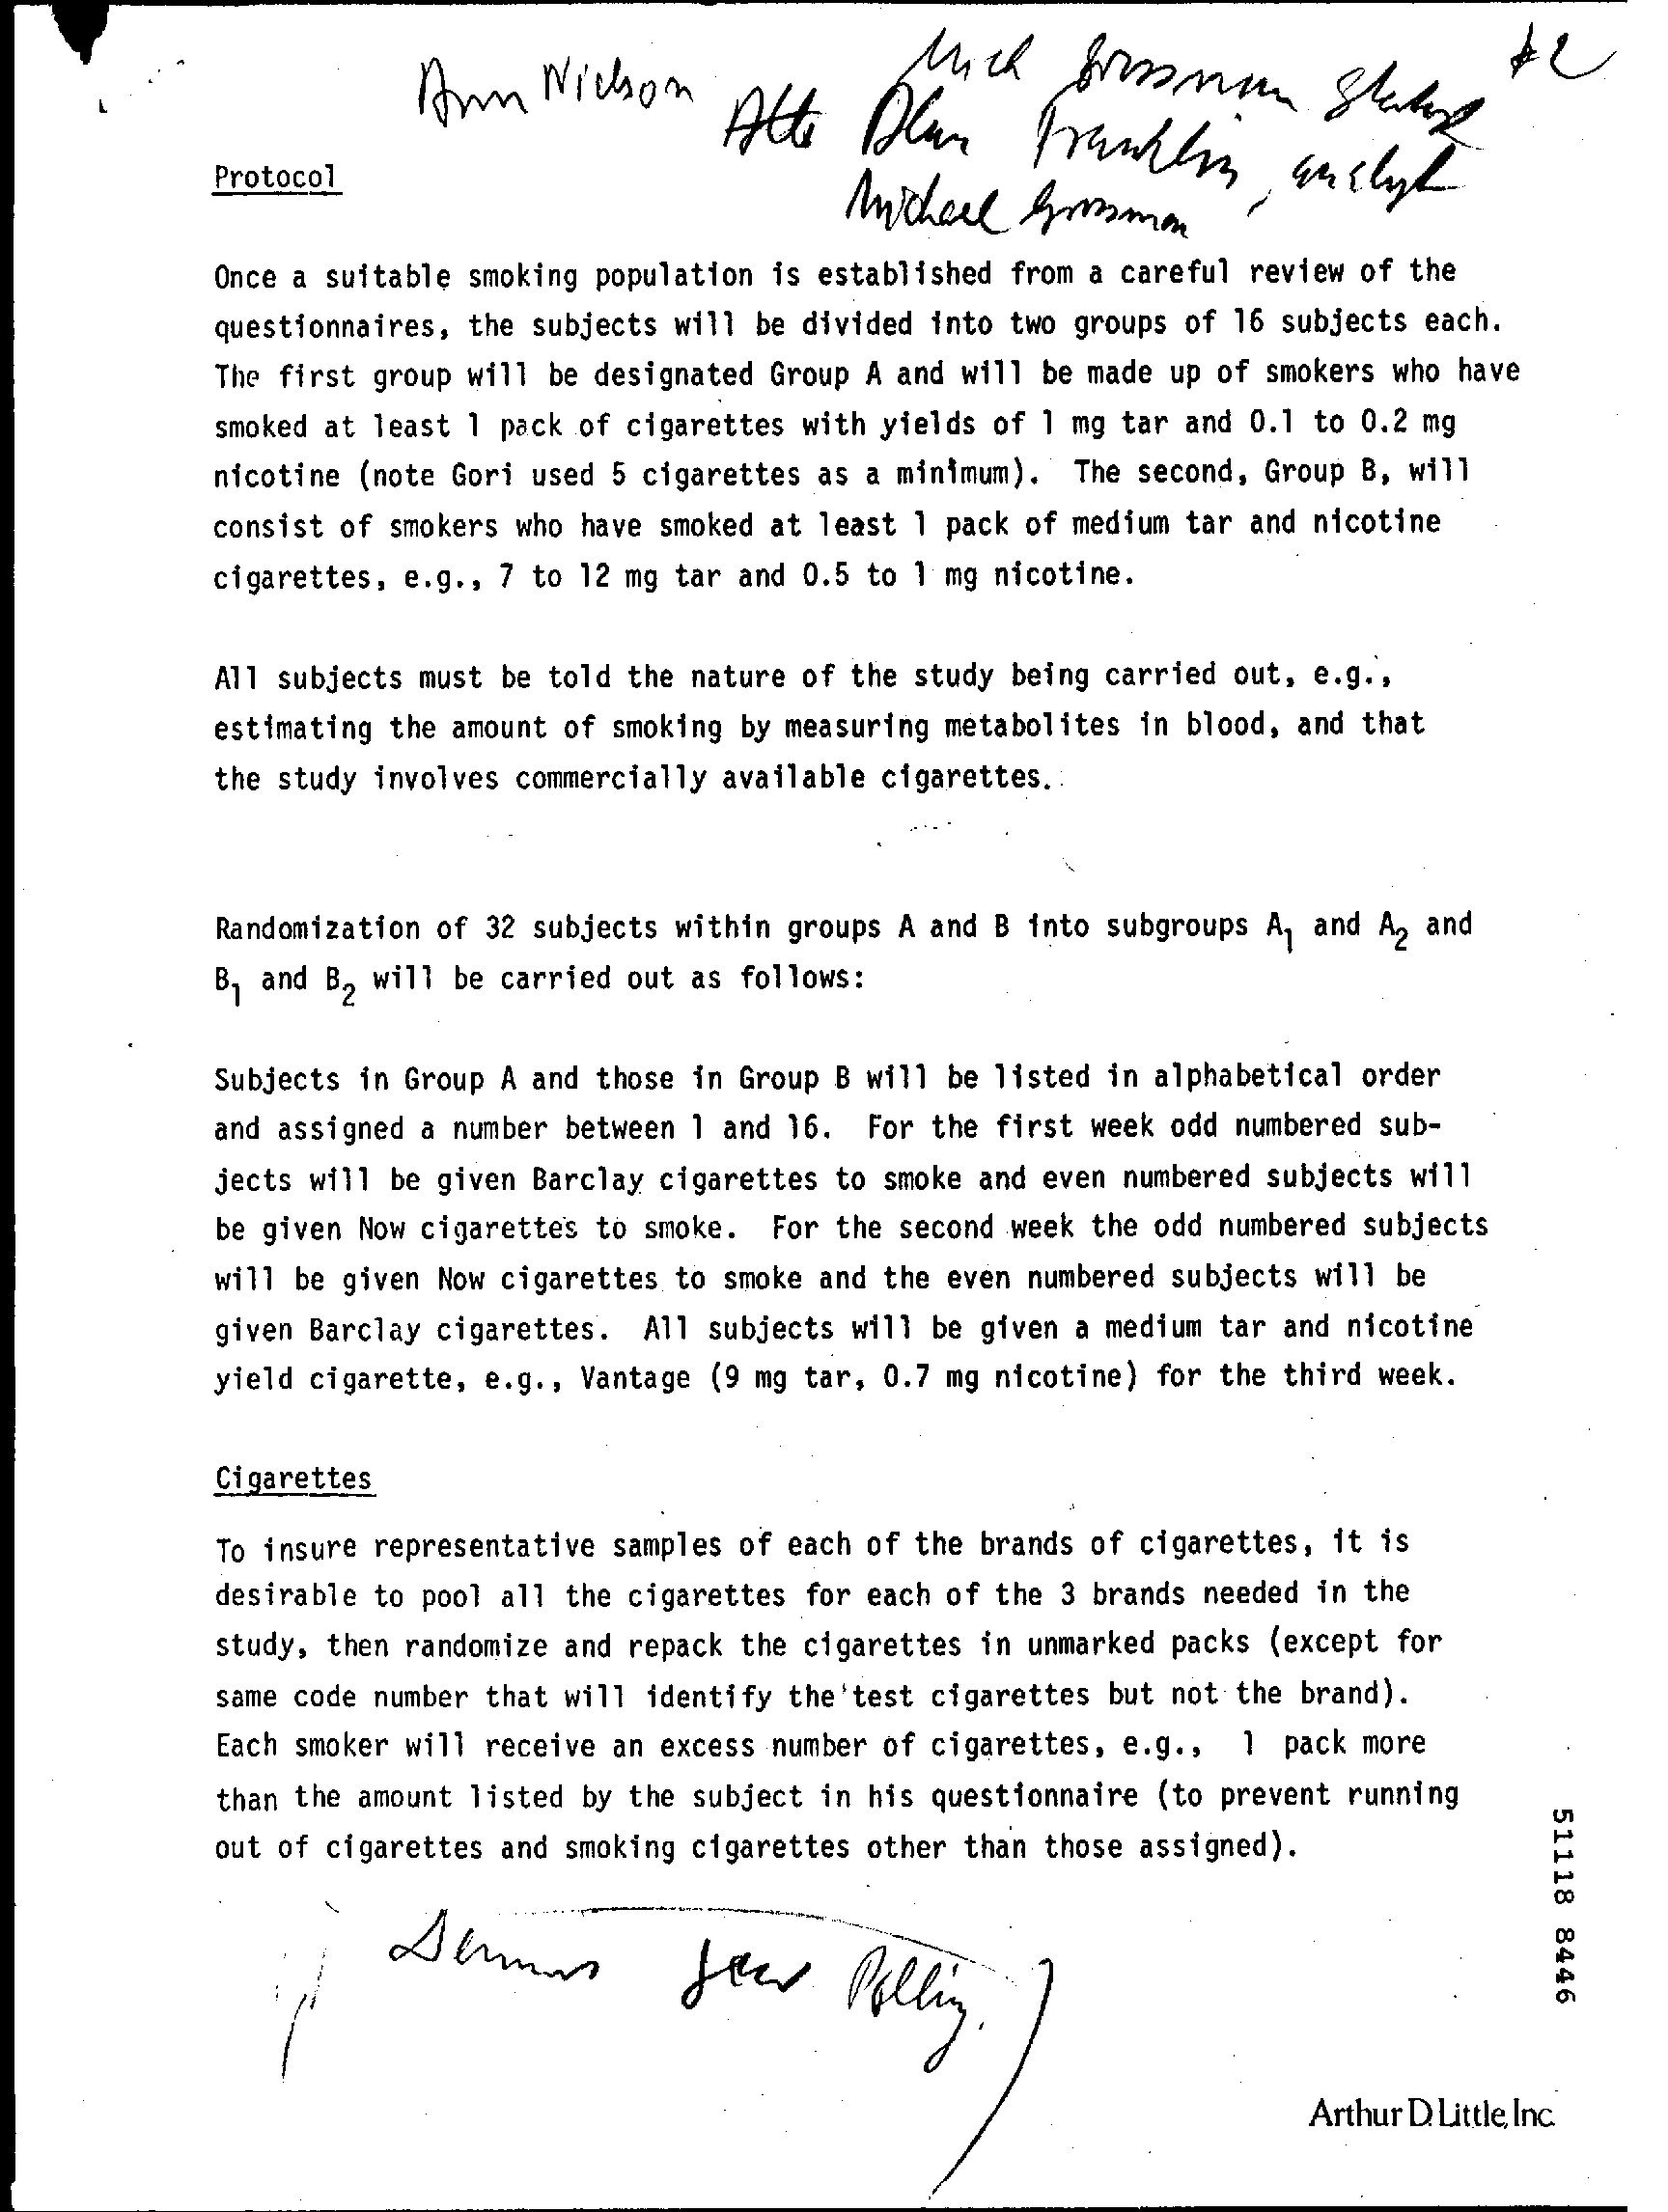 #2
Ann Nielson
Mick Grossman
Alan Franklin, analyst
Michael Grossman
Protocol
Once a suitable smoking population is established from a careful review of the
questionnaires, the subjects will be divided into two groups of 16 subjects each.
The first group will be designated Group A and will be made up of smokers who have
smoked at least 1 pack of cigarettes with yields of 1 mg tar and 0.1 to 0.2 mg
nicotine (note Gori used 5 cigarettes as a minimum).  The second, Group B, will
consist of smokers who have smoked at least 1 pack of medium tar and nicotine
cigarettes, e.g., 7 to 12 mg tar and 0.5 to 1 mg nicotine.
All subjects must be told the nature of the study being carried out, e.g.,
estimating the amount of smoking by measuring metabolites in blood, and that
the study involves commercially available cigarettes.
Randomization of 32 subjects within groups A and B into subgroups A₁ and A₂ and
B₁ and B₂ will be carried out as follows:
Subjects in Group A and those in Group B will be listed in alphabetical order
and assigned a number between 1 and 16.  For the first week odd numbered sub-
jects will be given Barclay cigarettes to smoke and even numbered subjects will
be given Now cigarettes to smoke.  For the second week the odd numbered subjects
will be given Now cigarettes to smoke and the even numbered subjects will be
given Barclay cigarettes.  All subjects will be given a medium tar and nicotine
yield cigarette, e.g., Vantage (9 mg tar, 0.7 mg nicotine) for the third week.
Cigarettes
To insure representative samples of each of the brands of cigarettes, it is
desirable to pool all the cigarettes for each of the 3 brands needed in the
study, then randomize and repack the cigarettes in unmarked packs (except for
same code number that will identify the test cigarettes but not the brand).
Each smoker will receive an excess number of cigarettes, e.g.,  1 pack more
than the amount listed by the subject in his questionnaire (to prevent running
out of cigarettes and smoking cigarettes other than those assigned).
51118 8446
Arthur D. Little, Inc.